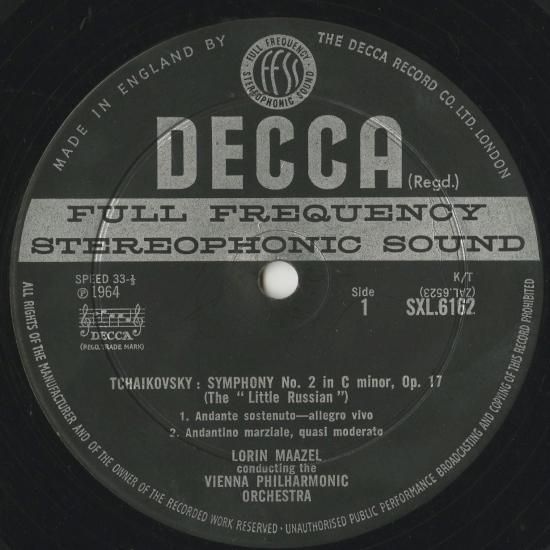 MADE IN ENGLAND BY
THE DECCA RECORD CO. LTD. LONDON
FULL FREQUENCY
FFSS
STEREOPHONIC SOUND
DECCA
(Regd.)
FULL FREQUENCY
STEREOPHONIC SOUND
SPEED 33-⅓
℗ 1964
DECCA
(REGD. TRADE MARK)
K/T
(ZAL.6523)
Side
1
SXL.6162
TCHAIKOVSKY : SYMPHONY No. 2 in C minor, Op. 17
(The "Little Russian")
1. Andante sostenuto—allegro vivo
2. Andantino marziale, quasi moderato
LORIN MAAZEL
conducting the
VIENNA PHILHARMONIC
ORCHESTRA
ALL RIGHTS OF THE MANUFACTURER AND OF THE OWNER OF THE RECORDED WORK RESERVED · UNAUTHORISED PUBLIC PERFORMANCE BROADCASTING AND COPYING OF THIS RECORD PROHIBITED